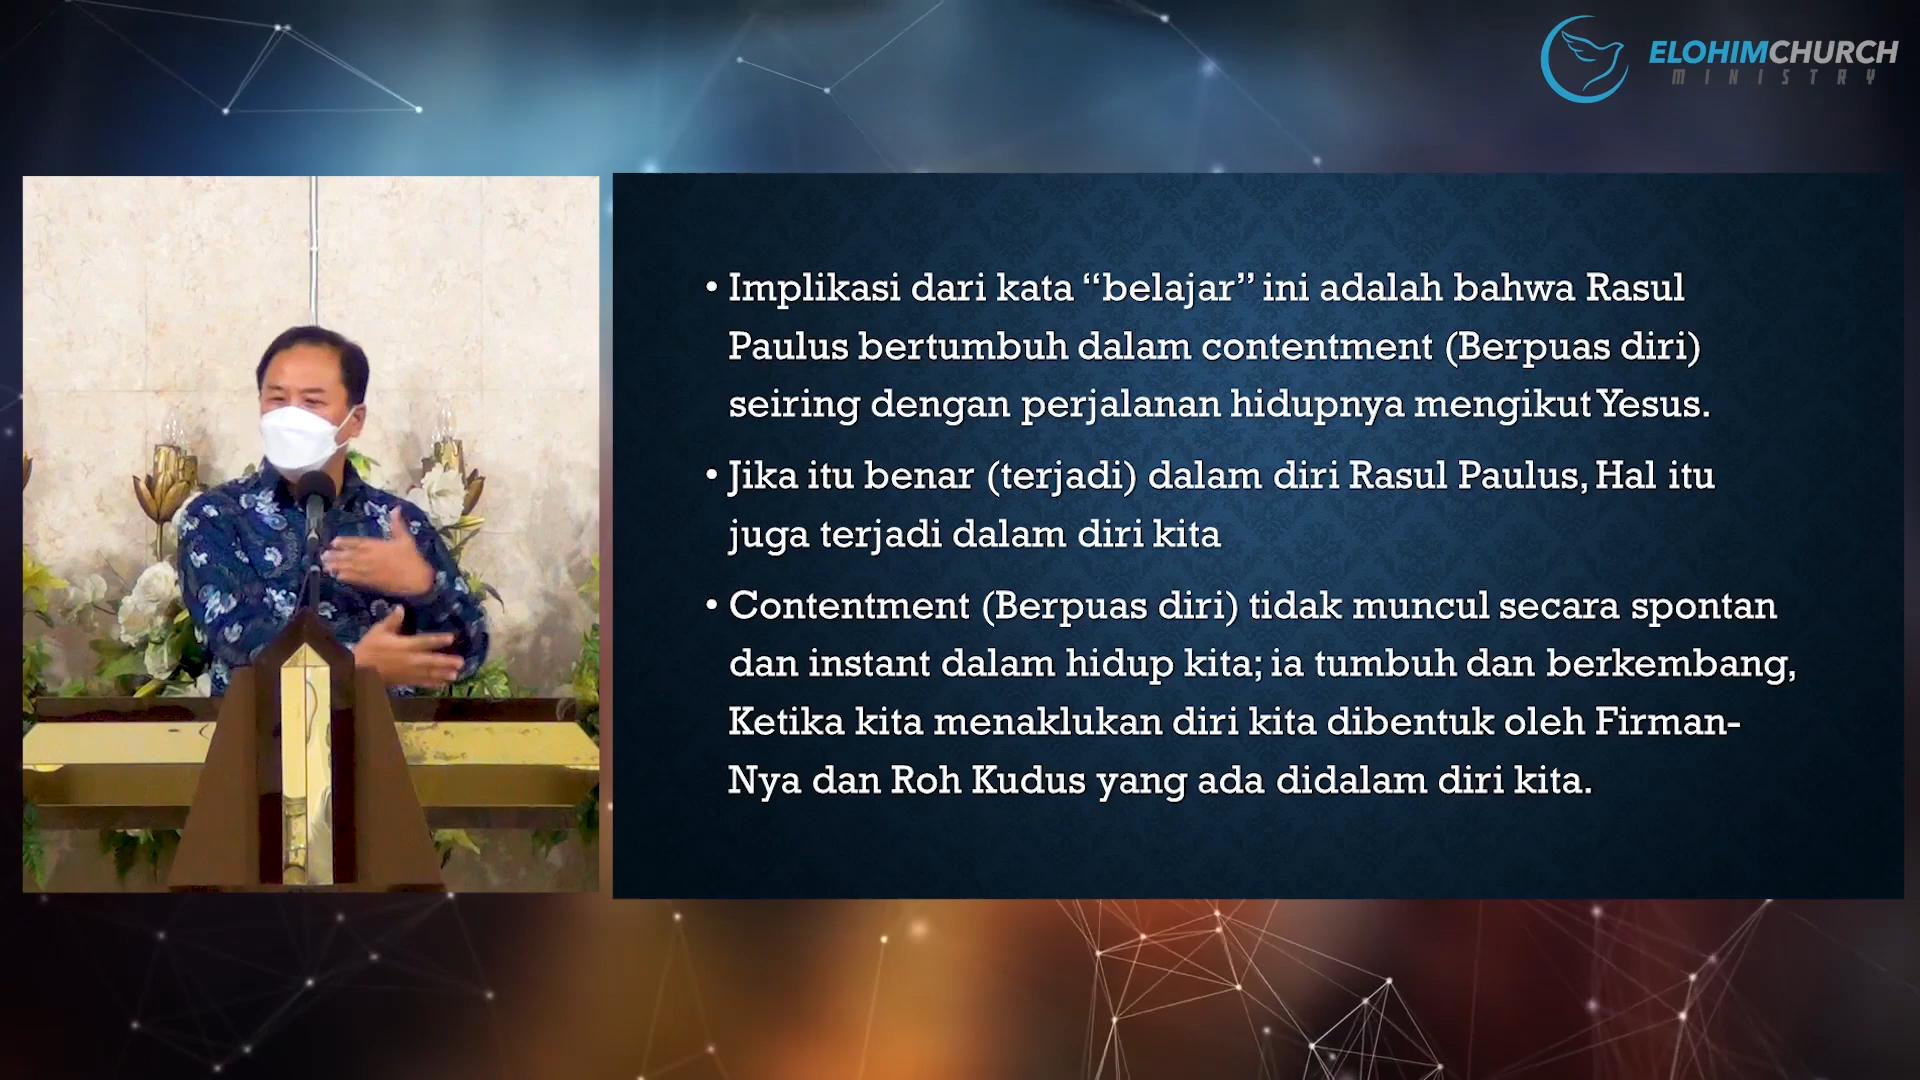 ELOHIMCHURCH
MINISTRY
• Implikasi dari kata “belajar” ini adalah bahwa Rasul
Paulus bertumbuh dalam contentment (Berpuas diri)
seiring dengan perjalanan hidupnya mengikut Yesus.
• Jika itu benar (terjadi) dalam diri Rasul Paulus, Hal itu
juga terjadi dalam diri kita
• Contentment (Berpuas diri) tidak muncul secara spontan
dan instant dalam hidup kita; ia tumbuh dan berkembang,
Ketika kita menaklukan diri kita dibentuk oleh Firman-
Nya dan Roh Kudus yang ada didalam diri kita.